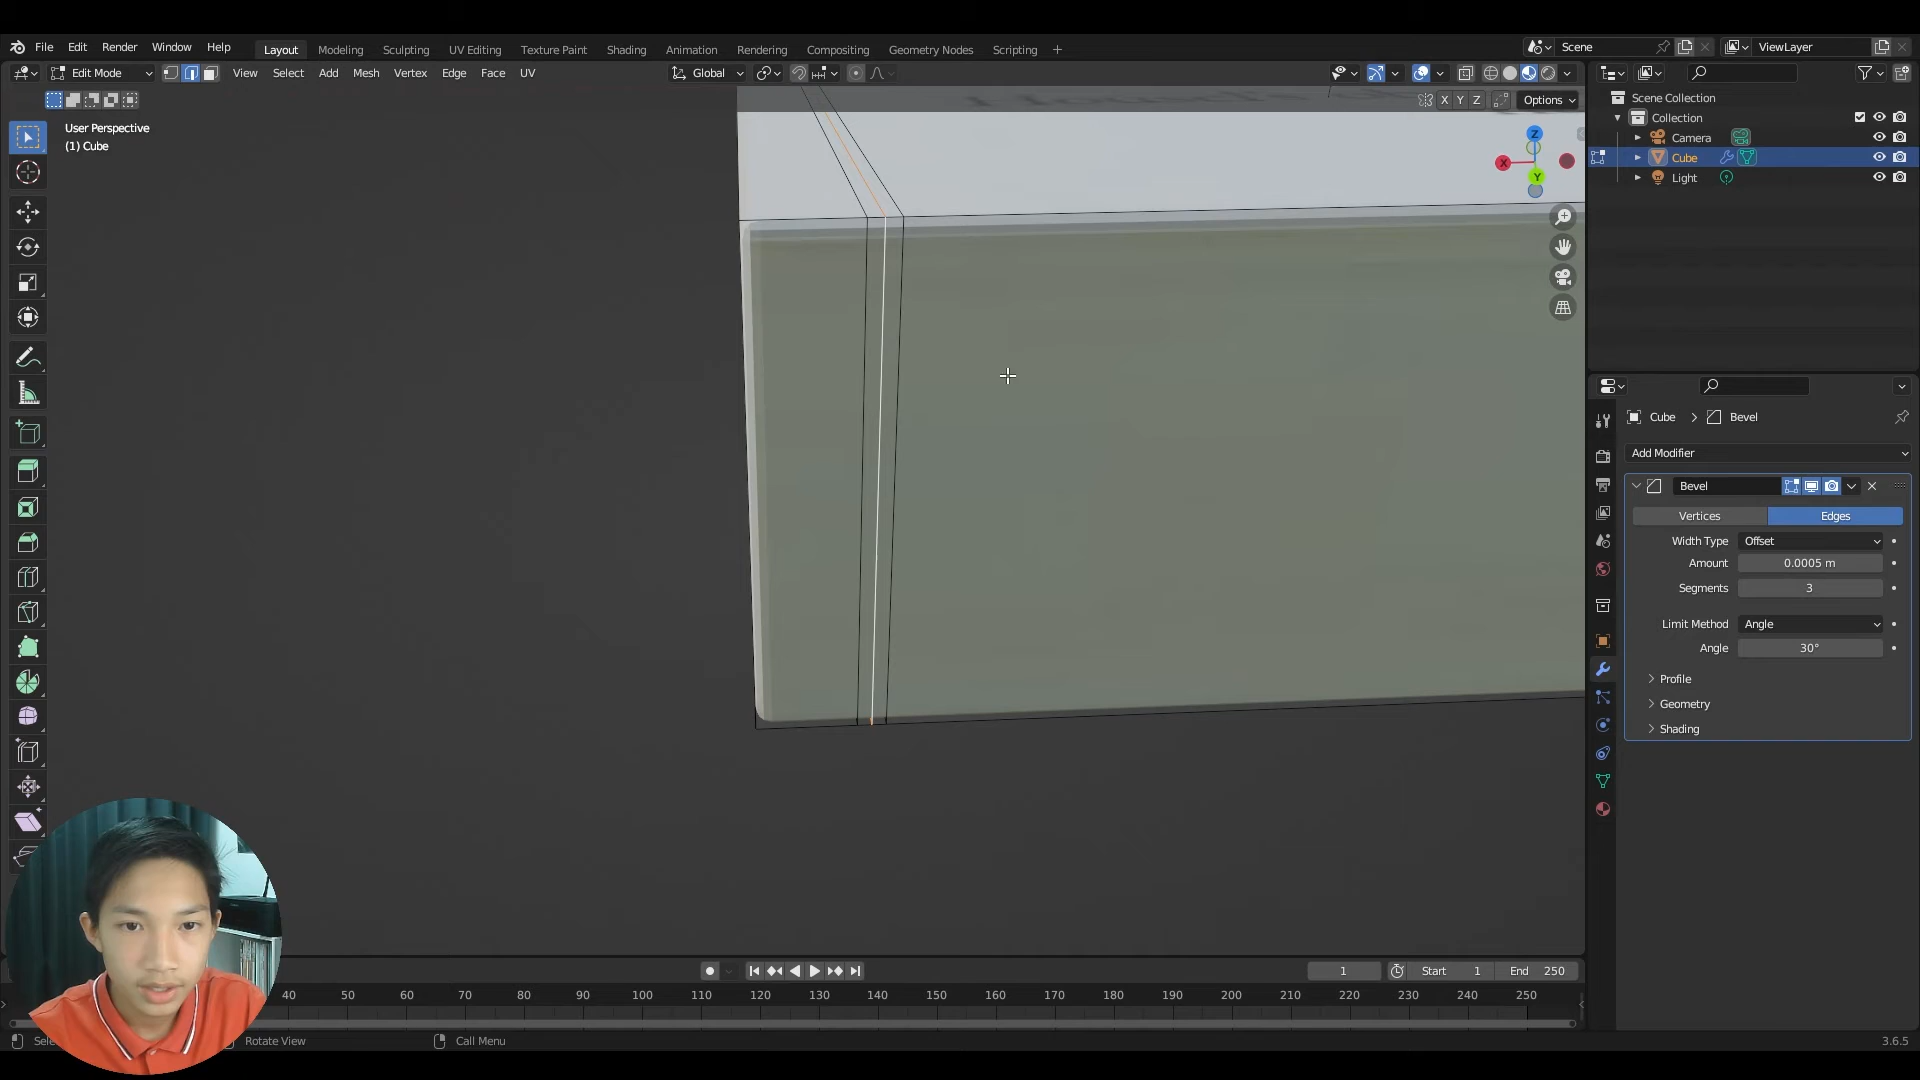 File Edit Render Window Help Layout Modeling Sculpting UV Editing Texture Paint Shading Animation Rendering Compositing Geometry Nodes Scripting + Scene ViewLayer
Edit Mode View Select Add Mesh Vertex Edge Face UV Global
X Y Z Options
User Perspective
(1) Cube
Z
X
Y
Scene Collection
Collection
Camera
Cube
Light
Cube > Bevel
Add Modifier
Bevel
Vertices Edges
Width Type Offset
Amount 0.0005 m
Segments 3
Limit Method Angle
Angle 30°
Profile
Geometry
Shading
1 Start 1 End 250
40 50 60 70 80 90 100 110 120 130 140 150 160 170 180 190 200 210 220 230 240 250
Rotate View Call Menu 3.6.5